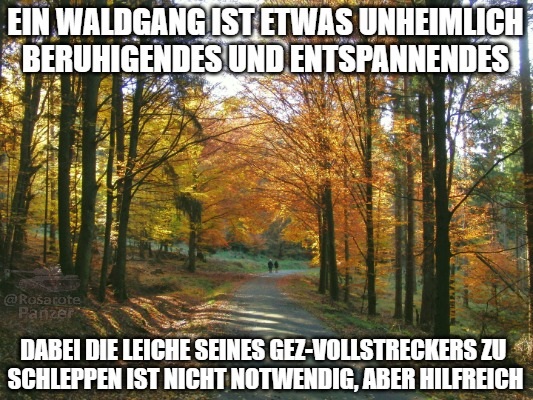 EIN WALDGANG IST ETWAS UNHEIMLICH
BERUHIGENDES UND ENTSPANNENDES
@Rosarote
Panzer
DABEI DIE LEICHE SEINES GEZ-VOLLSTRECKERS ZU
SCHLEPPEN IST NICHT NOTWENDIG, ABER HILFREICH